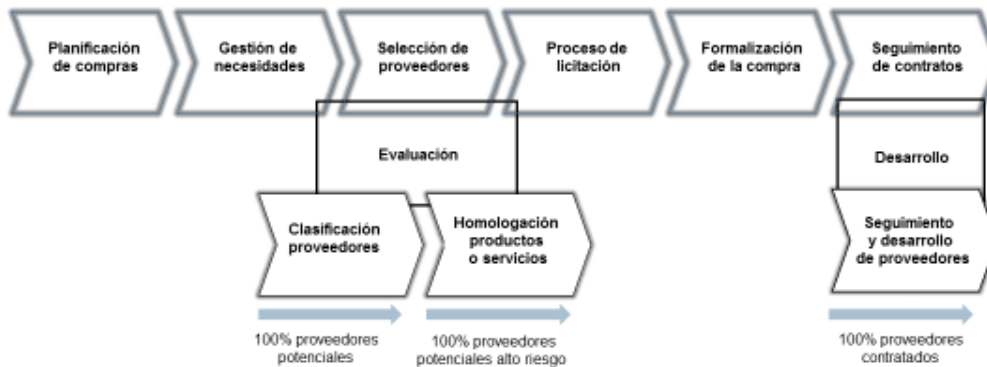 Planificación
de compras
Gestión de
necesidades
Selección de
proveedores
Proceso de
licitación
Formalización
de la compra
Seguimiento
de contratos
Evaluación
Desarrollo
Clasificación
proveedores
Homologación
productos
o servicios
Seguimiento
y desarrollo
de proveedores
100% proveedores
potenciales
100% proveedores
potenciales alto riesgo
100% proveedores
contratados